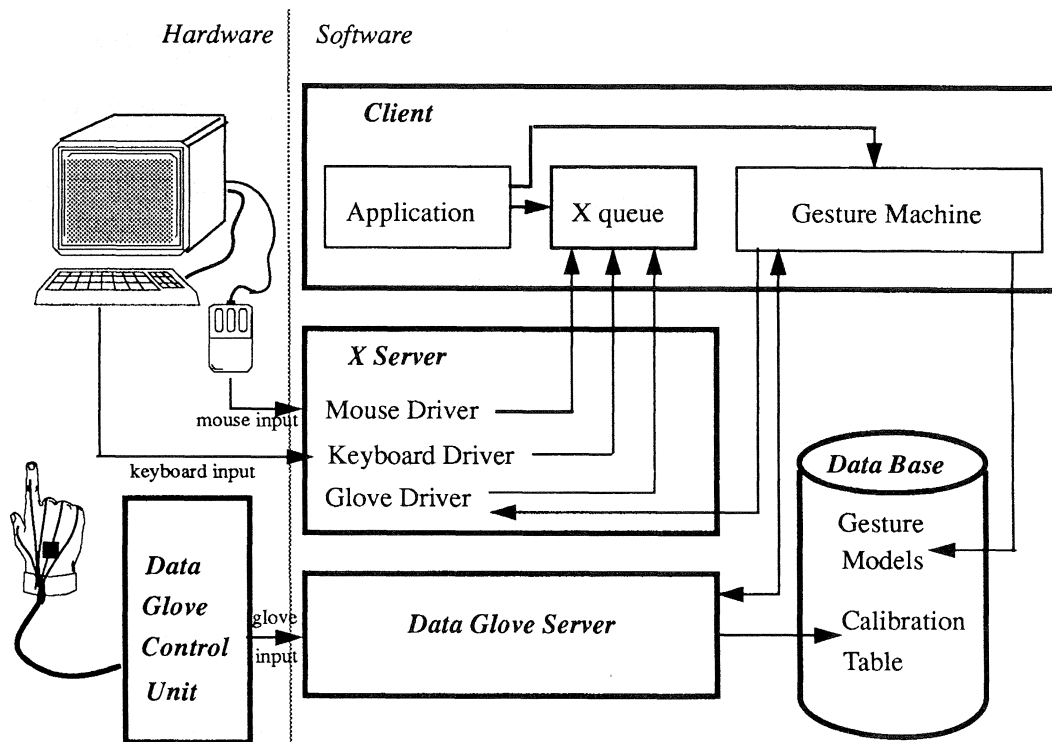 Hardware
Software
Client
Application
X queue
Gesture Machine
X Server
Mouse Driver
Keyboard Driver
Glove Driver
mouse input
keyboard input
Data
Glove
Control
Unit
glove
input
Data Glove Server
Data Base
Gesture
Models
Calibration
Table